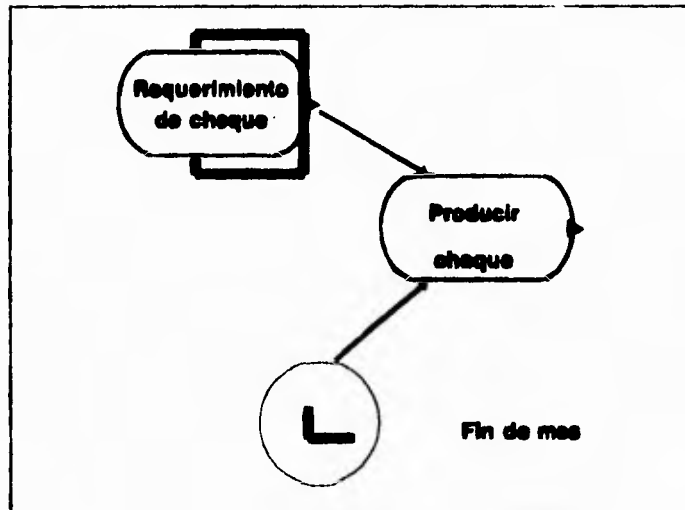 Requerimiento
de cheque
Producir
cheque
Fin de mes